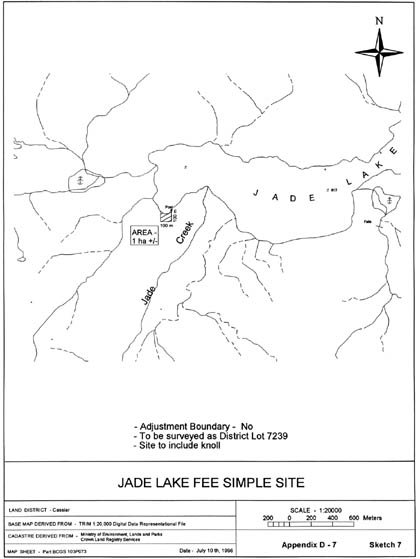 N
JADE LAKE
AREA -
1 ha +/-
100 m
Jade Creek
- Adjustment Boundary - No
- To be surveyed as District Lot 7239
- Site to include knoll
JADE LAKE FEE SIMPLE SITE
LAND DISTRICT - Cassiar
BASE MAP DERIVED FROM - TRIM 1:20,000 Digital Data Representational File
CADASTRE DERIVED FROM - Ministry of Environment, Lands and Parks
Crown Land Registry Services
MAP SHEET - Part BCGS 103P073
Date - July 10th, 1998
SCALE - 1:20000
200 0 200 400 600 Meters
Appendix D - 7 Sketch 7